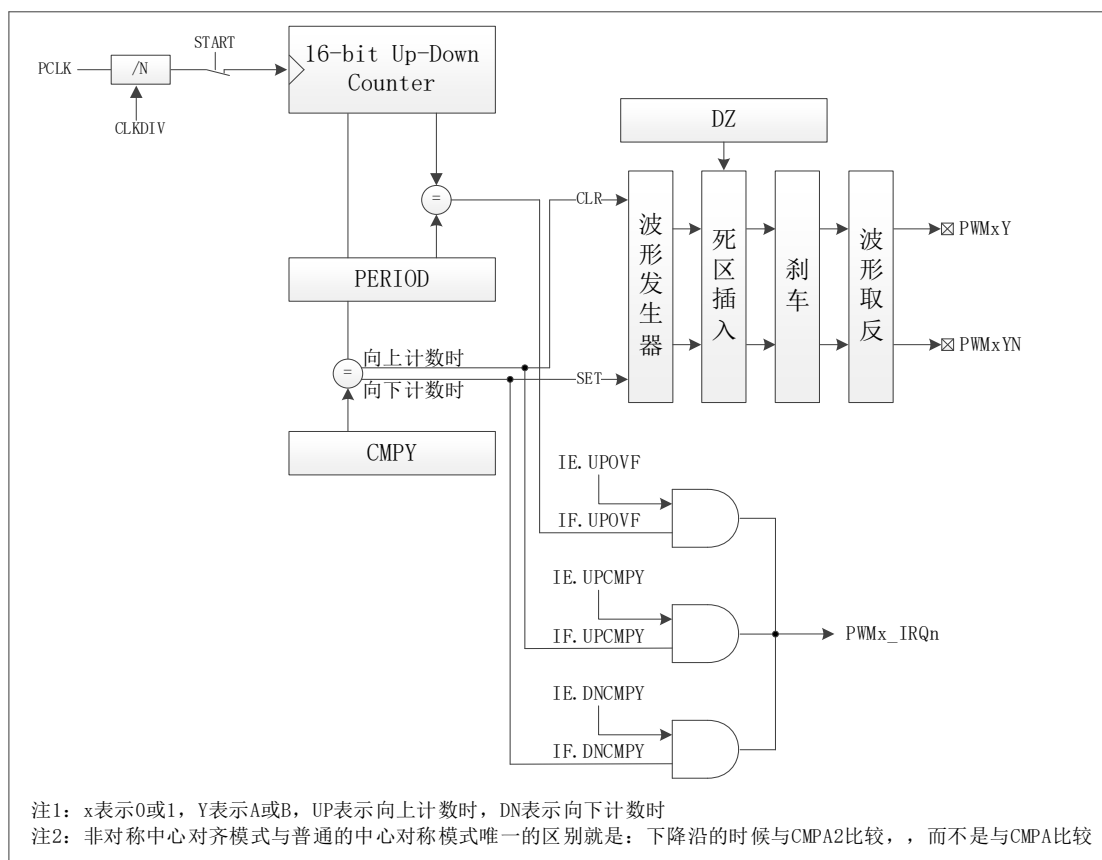 START
PCLK
/N
CLKDIV
16-bit Up-Down
Counter
DZ
=
CLR
波形发生器
死区插入
刹车
波形取反
PWMxY
PERIOD
PWMxYN
向上计数时
=
向下计数时
SET
CMPY
IE.UPOVF
IF.UPOVF
IE.UPCMPY
IF.UPCMPY
PWMx_IRQn
IE.DNCMPY
IF.DNCMPY
注1：x表示0或1，Y表示A或B，UP表示向上计数时，DN表示向下计数时
注2：非对称中心对齐模式与普通的中心对称模式唯一的区别就是：下降沿的时候与CMPA2比较，，而不是与CMPA比较